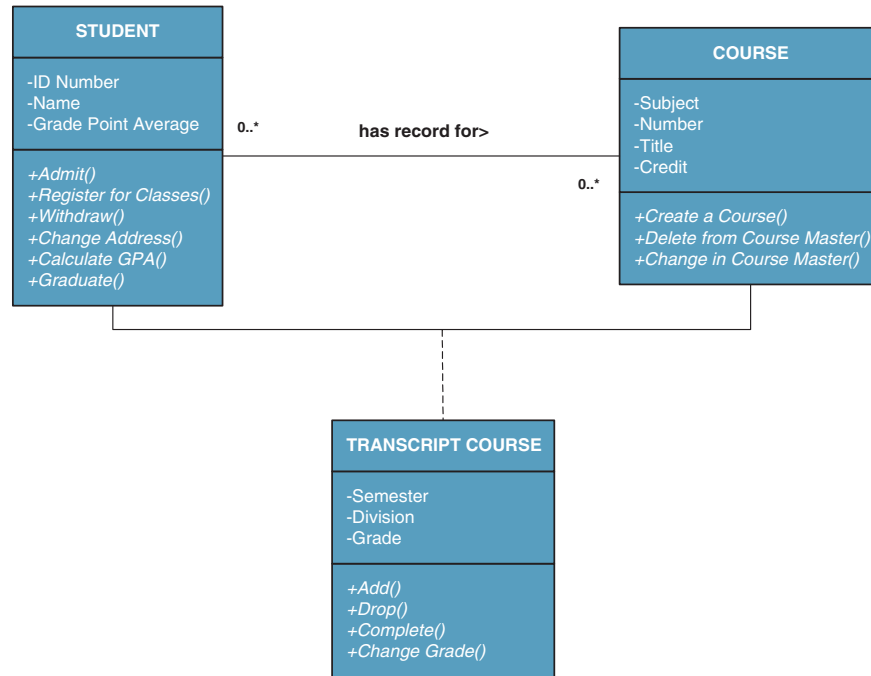 STUDENT
-ID Number
-Name
-Grade Point Average
+Admit()
+Register for Classes()
+Withdraw()
+Change Address()
+Calculate GPA()
+Graduate()
0..*
has record for>
0..*
COURSE
-Subject
-Number
-Title
-Credit
+Create a Course()
+Delete from Course Master()
+Change in Course Master()
TRANSCRIPT COURSE
-Semester
-Division
-Grade
+Add()
+Drop()
+Complete()
+Change Grade()